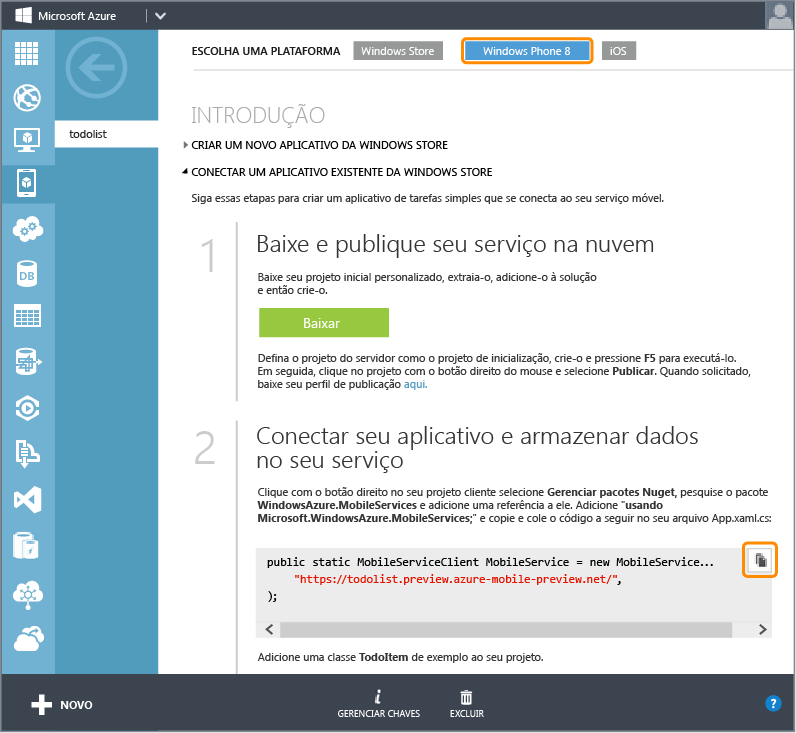 Microsoft Azure
ESCOLHA UMA PLATAFORMA
Windows Store
Windows Phone 8
iOS
todolist
INTRODUÇÃO
CRIAR UM NOVO APLICATIVO DA WINDOWS STORE
CONECTAR UM APLICATIVO EXISTENTE DA WINDOWS STORE
Siga essas etapas para criar um aplicativo de tarefas simples que se conecta ao seu serviço móvel.
1
Baixe e publique seu serviço na nuvem
Baixe seu projeto inicial personalizado, extraia-o, adicione-o à solução
e então crie-o.
Baixar
Defina o projeto do servidor como o projeto de inicialização, crie-o e pressione F5 para executá-lo.
Em seguida, clique no projeto com o botão direito do mouse e selecione Publicar. Quando solicitado,
baixe seu perfil de publicação aqui.
2
Conectar seu aplicativo e armazenar dados
no seu serviço
Clique com o botão direito no seu projeto cliente selecione Gerenciar pacotes Nuget, pesquise o pacote
WindowsAzure.MobileServices e adicione uma referência a ele. Adicione "usando
Microsoft.WindowsAzure.MobileServices;" e copie e cole o código a seguir no seu arquivo App.xaml.cs:
public static MobileServiceClient MobileService = new MobileService...
"https://todolist.preview.azure-mobile-preview.net/",
);
Adicione uma classe TodoItem de exemplo ao seu projeto.
DB
NOVO
GERENCIAR CHAVES
EXCLUIR
?